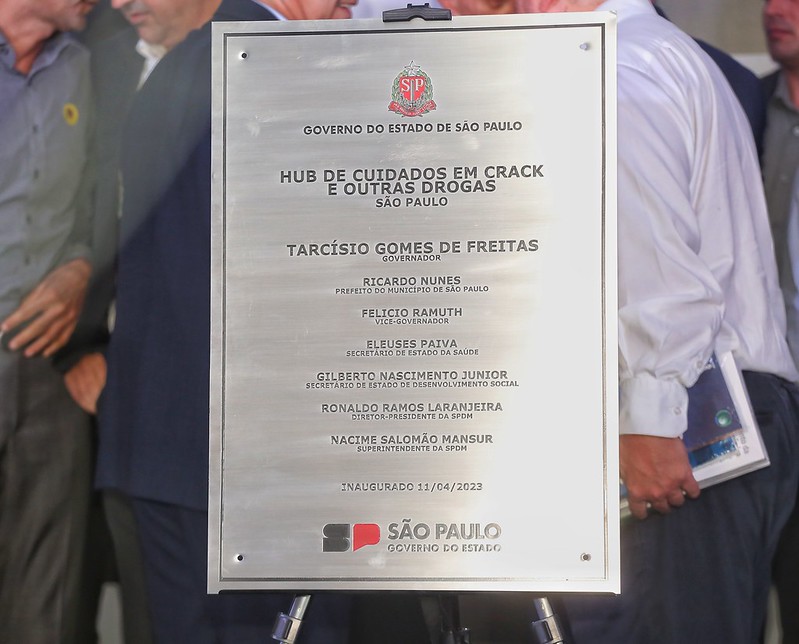 SP
GOVERNO DO ESTADO DE SÃO PAULO
HUB DE CUIDADOS EM CRACK
E OUTRAS DROGAS
SÃO PAULO
TARCÍSIO GOMES DE FREITAS
GOVERNADOR
RICARDO NUNES
PREFEITO DO MUNICÍPIO DE SÃO PAULO
FELICIO RAMUTH
VICE-GOVERNADOR
ELEUSES PAIVA
SECRETÁRIO DE ESTADO DA SAÚDE
GILBERTO NASCIMENTO JUNIOR
SECRETÁRIO DE ESTADO DE DESENVOLVIMENTO SOCIAL
RONALDO RAMOS LARANJEIRA
DIRETOR-PRESIDENTE DA SPDM
NACIME SALOMÃO MANSUR
SUPERINTENDENTE DA SPDM
INAUGURADO 11/04/2023
SP SÃO PAULO
GOVERNO DO ESTADO